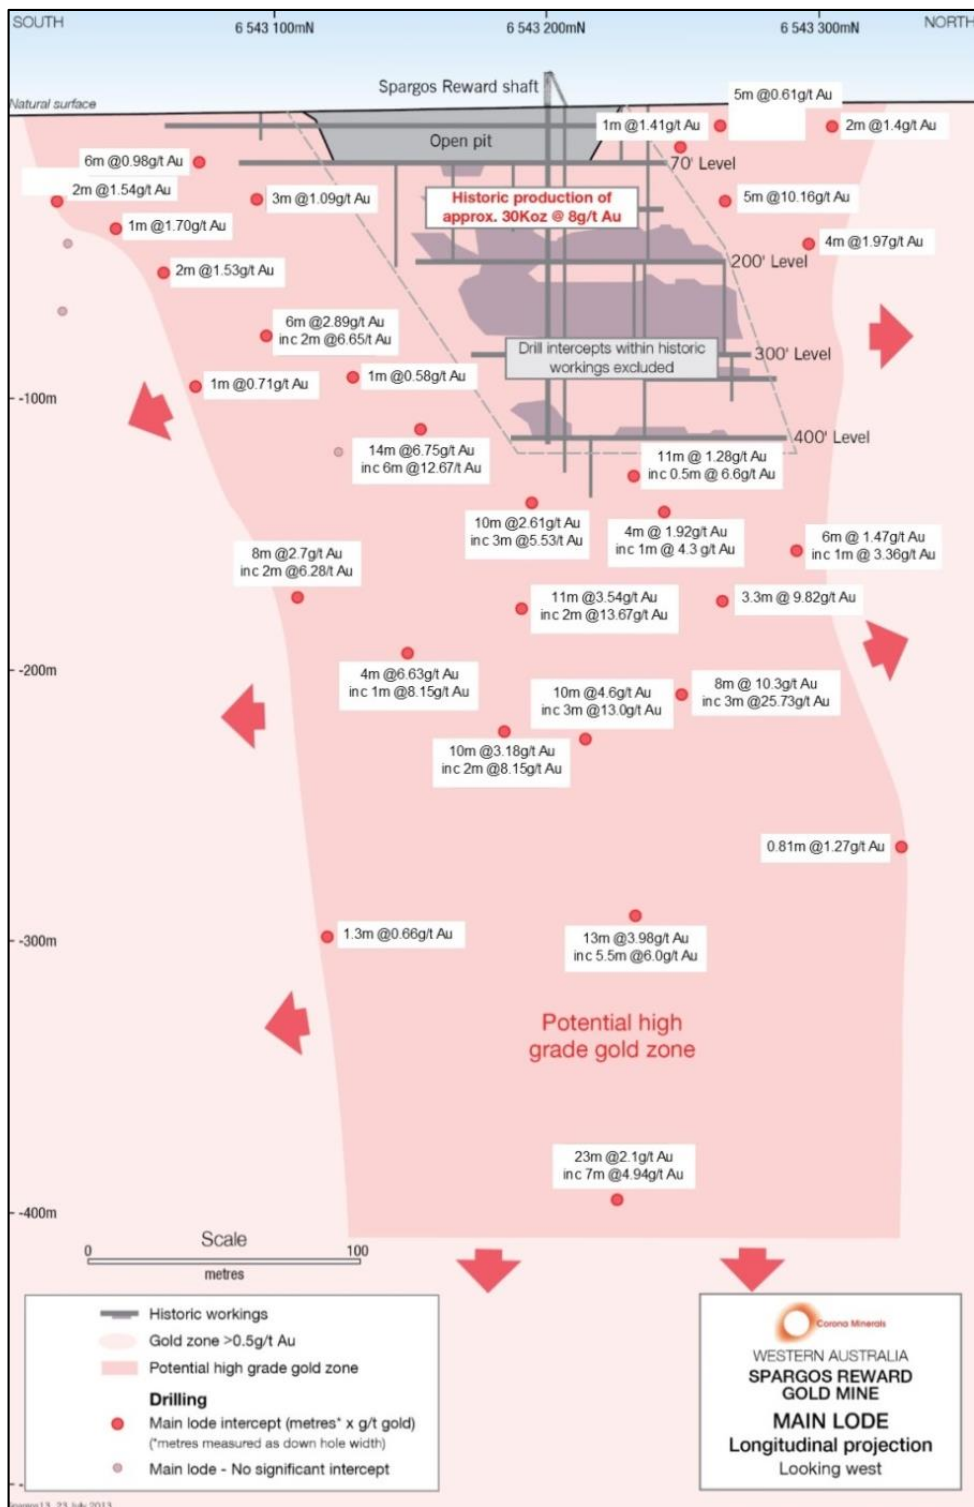 SOUTH
6 543 100mN
6 543 200mN
6 543 300mN
NORTH
Spargos Reward shaft
Natural surface
5m @0.61g/t Au
1m @1.41g/t Au
2m @1.4g/t Au
Open pit
70' Level
6m @0.98g/t Au
2m @1.54g/t Au
3m @1.09g/t Au
Historic production of
approx. 30Koz @ 8g/t Au
5m @10.16g/t Au
1m @1.70g/t Au
4m @1.97g/t Au
2m @1.53g/t Au
200' Level
6m @2.89g/t Au
inc 2m @6.65/t Au
Drill intercepts within historic
workings excluded
300' Level
1m @0.71g/t Au
1m @0.58g/t Au
-100m
400' Level
14m @6.75g/t Au
inc 6m @12.67/t Au
11m @ 1.28g/t Au
inc 0.5m @ 6.6g/t Au
10m @2.61g/t Au
inc 3m @5.53/t Au
4m @ 1.92g/t Au
inc 1m @ 4.3 g/t Au
6m @ 1.47g/t Au
inc 1m @ 3.36g/t Au
8m @2.7g/t Au
inc 2m @6.28/t Au
11m @3.54g/t Au
inc 2m @13.67g/t Au
3.3m @ 9.82g/t Au
-200m
4m @6.63g/t Au
inc 1m @8.15g/t Au
10m @4.6g/t Au
inc 3m @13.0g/t Au
8m @ 10.3g/t Au
inc 3m @25.73g/t Au
10m @3.18g/t Au
inc 2m @8.15g/t Au
0.81m @1.27g/t Au
-300m
1.3m @0.66g/t Au
13m @3.98g/t Au
inc 5.5m @6.0g/t Au
Potential high
grade gold zone
23m @2.1g/t Au
inc 7m @4.94g/t Au
-400m
Scale
0
100
metres
Historic workings
Gold zone >0.5g/t Au
Potential high grade gold zone
Drilling
Main lode intercept (metres* x g/t gold)
(*metres measured as down hole width)
Main lode - No significant intercept
Corona Minerals
WESTERN AUSTRALIA
SPARGOS REWARD
GOLD MINE
MAIN LODE
Longitudinal projection
Looking west